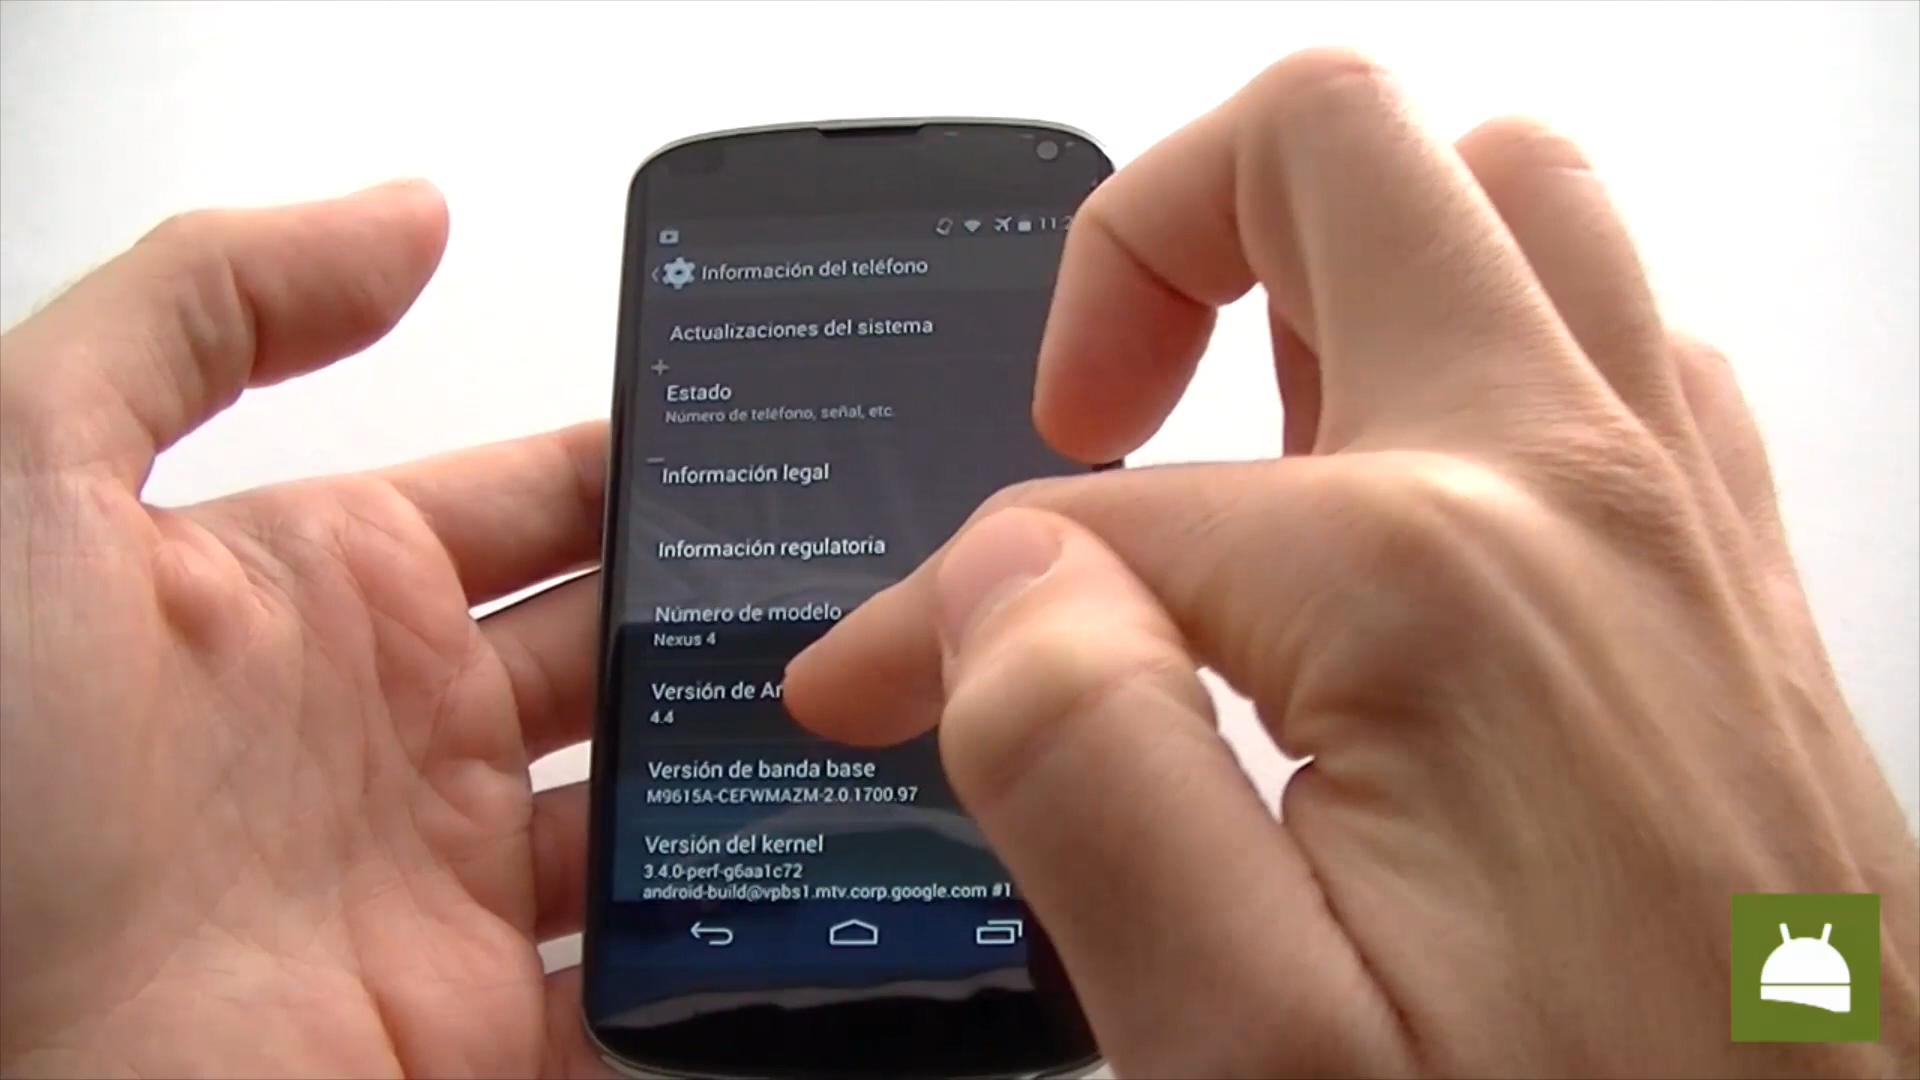 11:2
Información del teléfono
Actualizaciones del sistema
Estado
Número de teléfono, señal, etc.
Información legal
Información regulatoria
Número de modelo
Nexus 4
Versión de
4.4
Versión de banda base
M9615A-CEFWMAZM-2.0.1700.97
Versión del kernel
3.4.0-perf-g6aa1c72
android-build@vpbs1.mtv.corp.google.com #1